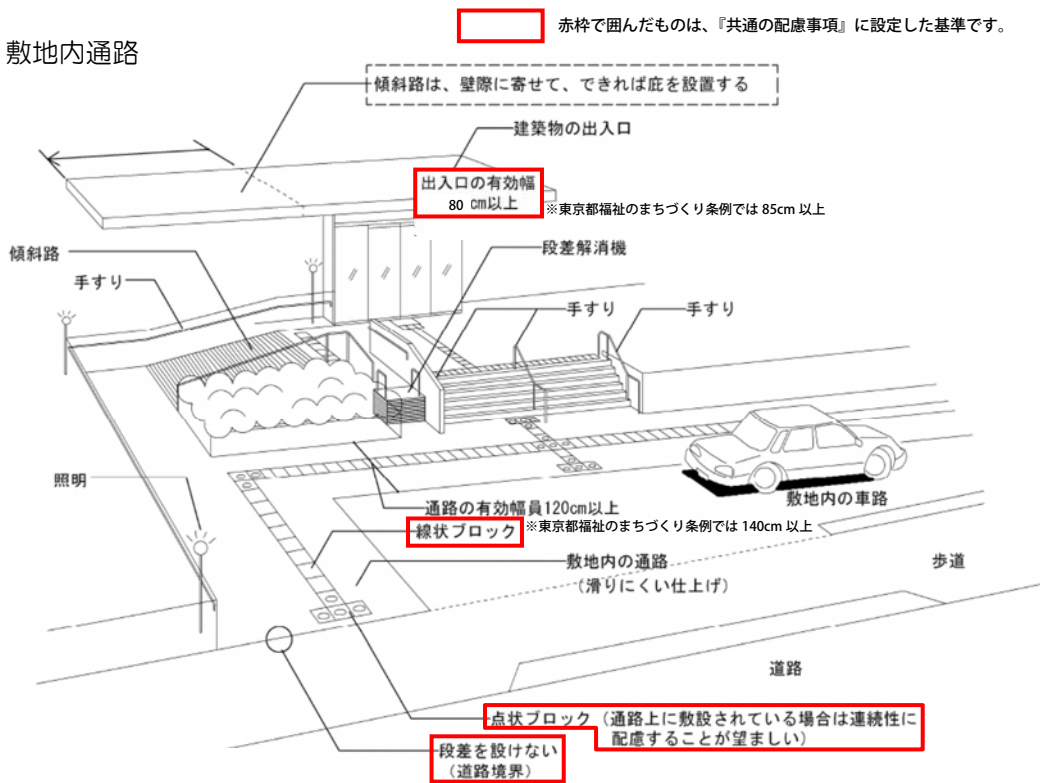 赤枠で囲んだものは、『共通の配慮事項』に設定した基準です。
敷地内通路
傾斜路は、壁際に寄せて、できれば庇を設置する
建築物の出入口
出入口の有効幅
80 cm以上
※東京都福祉のまちづくり条例では 85cm 以上
傾斜路
段差解消機
手すり
手すり
手すり
照明
敷地内の車路
通路の有効幅員120cm以上
線状ブロック
※東京都福祉のまちづくり条例では 140cm 以上
敷地内の通路
(滑りにくい仕上げ)
歩道
道路
点状ブロック(通路上に敷設されている場合は連続性に
配慮することが望ましい)
段差を設けない
(道路境界)